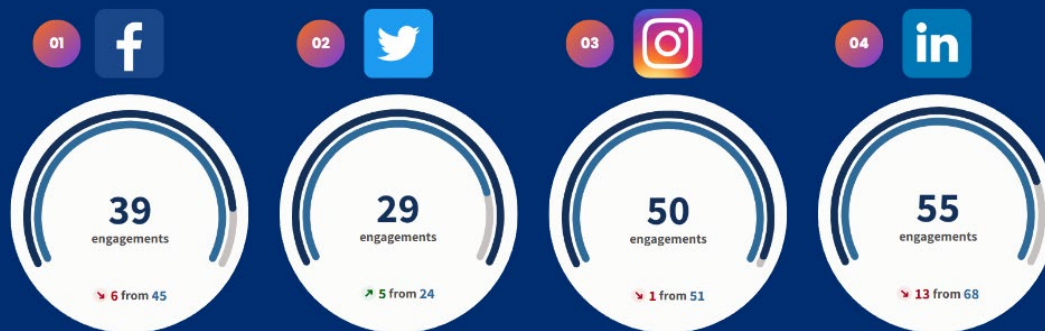 01
02
03
04
in
39
engagements
6 from 45
29
engagements
5 from 24
50
engagements
1 from 51
55
engagements
13 from 68